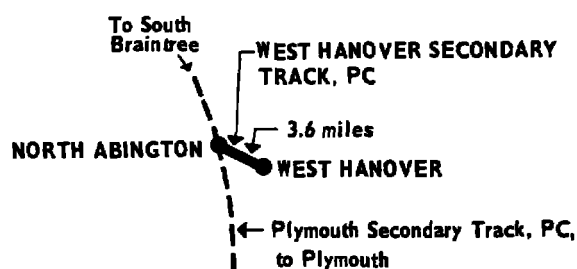 To South
Braintree
WEST HANOVER SECONDARY
TRACK, PC
3.6 miles
NORTH ABINGTON
WEST HANOVER
Plymouth Secondary Track, PC,
to Plymouth